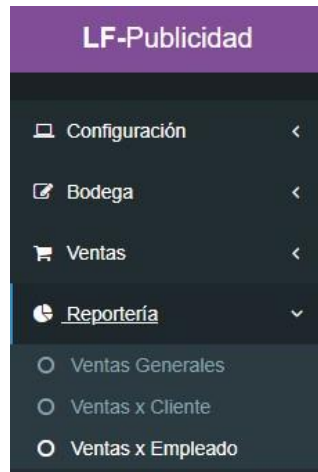 LF-Publicidad
Configuración
Bodega
Ventas
Reportería
Ventas Generales
Ventas x Cliente
Ventas x Empleado